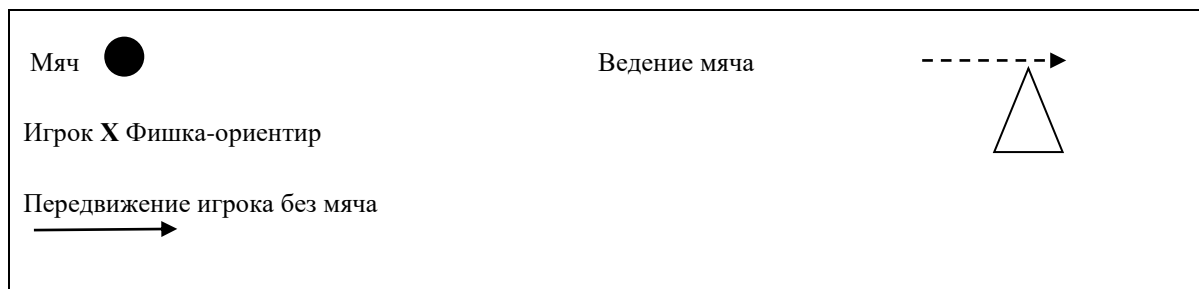 Мяч
Ведение мяча
Игрок X Фишка-ориентир
Передвижение игрока без мяча